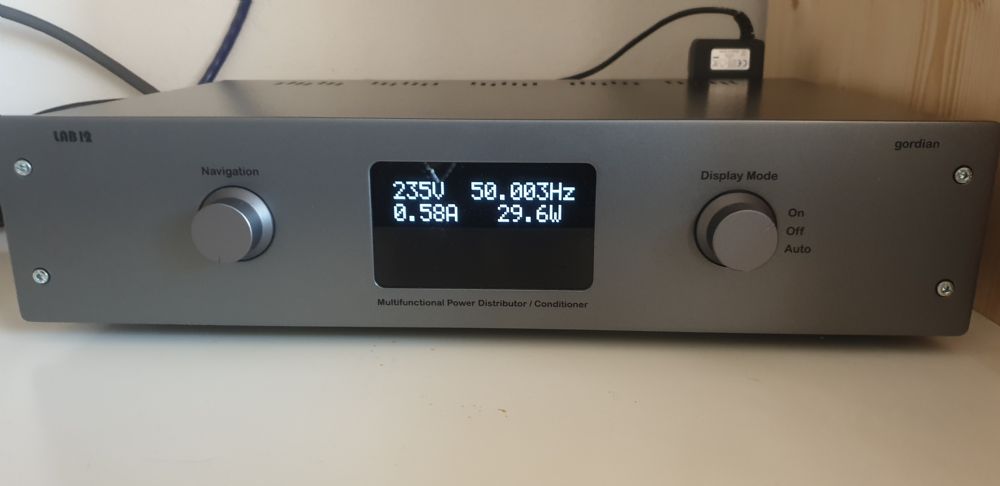 LAB12
gordian
Navigation
Display Mode
On
Off
Auto
235V 50.003Hz
0.58A 29.6W
Multifunctional Power Distributor / Conditioner